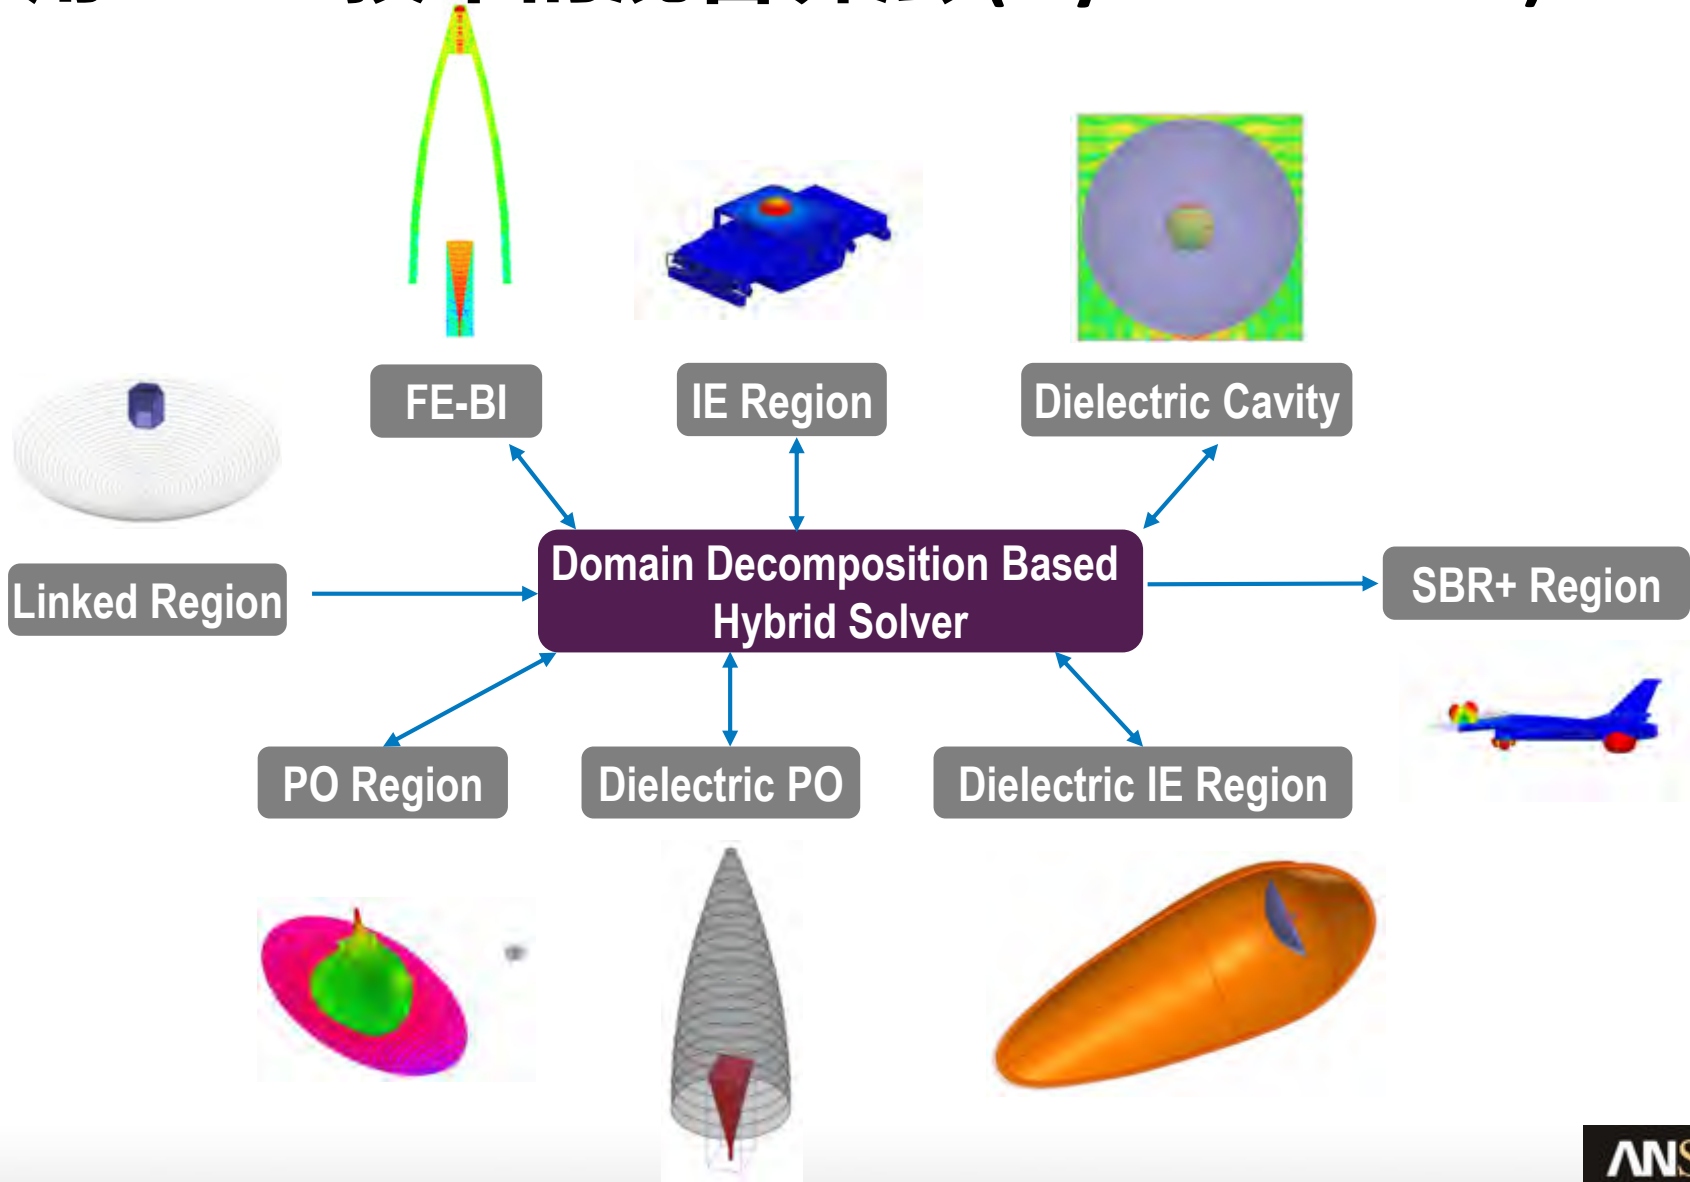 FE-BI
IE Region
Dielectric Cavity
Linked Region
Domain Decomposition Based
Hybrid Solver
SBR+ Region
PO Region
Dielectric PO
Dielectric IE Region
ANS